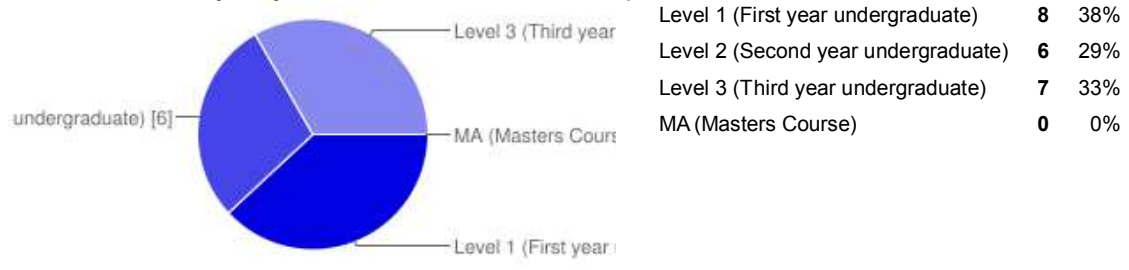 Level 3 (Third year
undergraduate) [6]
MA (Masters Cours
Level 1 (First year
Level 1 (First year undergraduate) 8 38%
Level 2 (Second year undergraduate) 6 29%
Level 3 (Third year undergraduate) 7 33%
MA (Masters Course) 0 0%